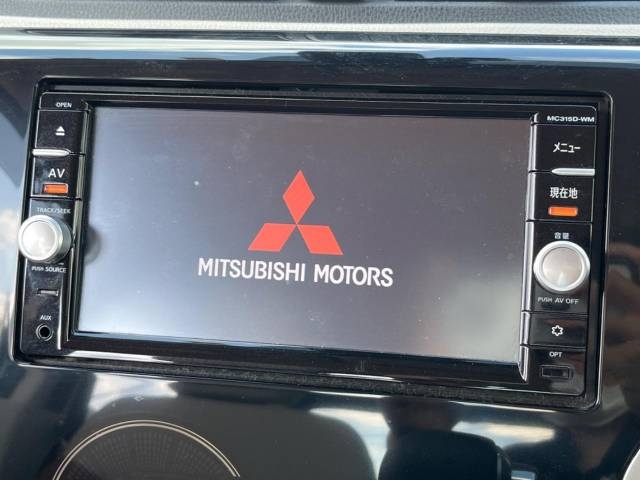 OPEN
MC315D-WM
メニュー
AV
現在地
TRACK/SEEK
音量
PUSH SOURCE
MITSUBISHI MOTORS
PUSH AV OFF
AUX
OPT